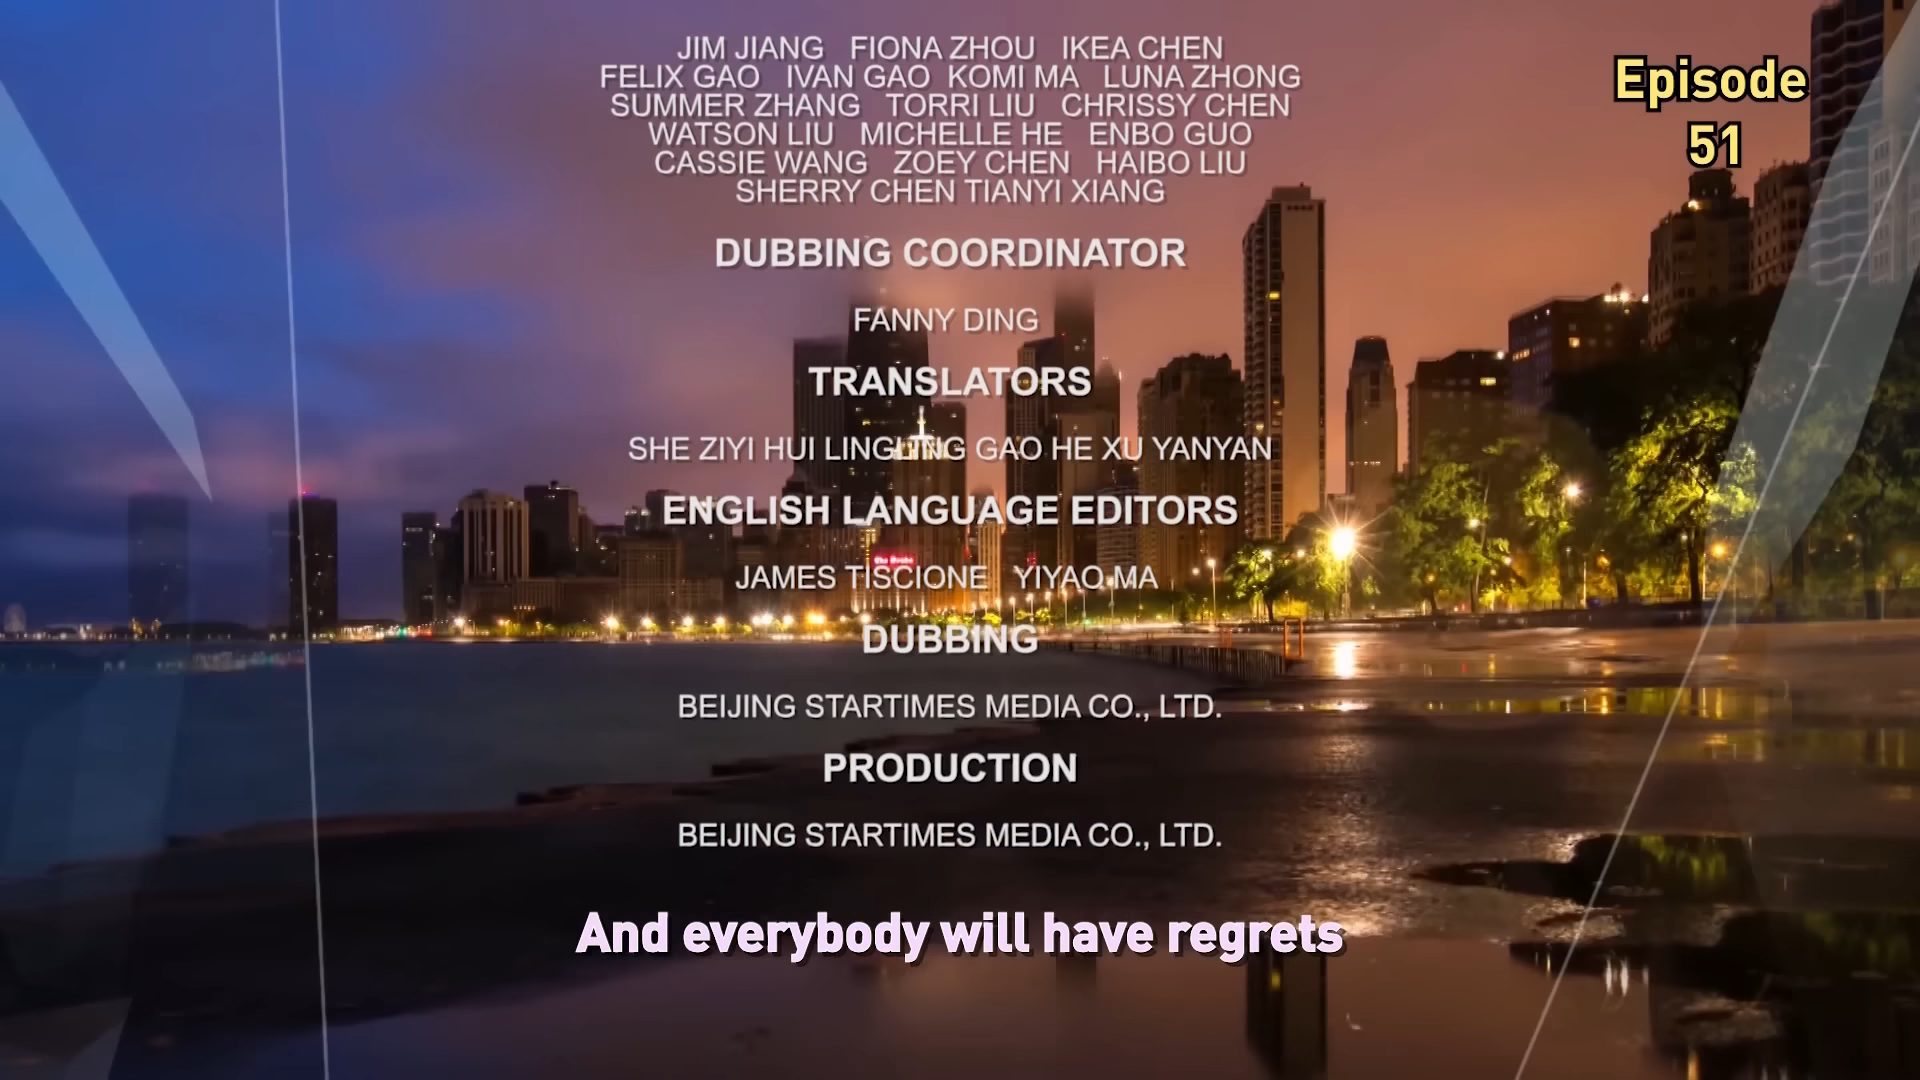 JIM JIANG FIONA ZHOU IKEA CHEN
FELIX GAO IVAN GAO KOMI MA LUNA ZHONG
SUMMER ZHANG TORRI LIU CHRISSY CHEN
WATSON LIU MICHELLE HE ENBO GUO
CASSIE WANG ZOEY CHEN HAIBO LIU
SHERRY CHEN TIANYI XIANG
Episode
51
DUBBING COORDINATOR
FANNY DING
TRANSLATORS
SHE ZIYI HUI LINGLING GAO HE XU YANYAN
ENGLISH LANGUAGE EDITORS
JAMES TISCIONE YIYAO MA
DUBBING
BEIJING STARTIMES MEDIA CO., LTD.
PRODUCTION
BEIJING STARTIMES MEDIA CO., LTD.
And everybody will have regrets